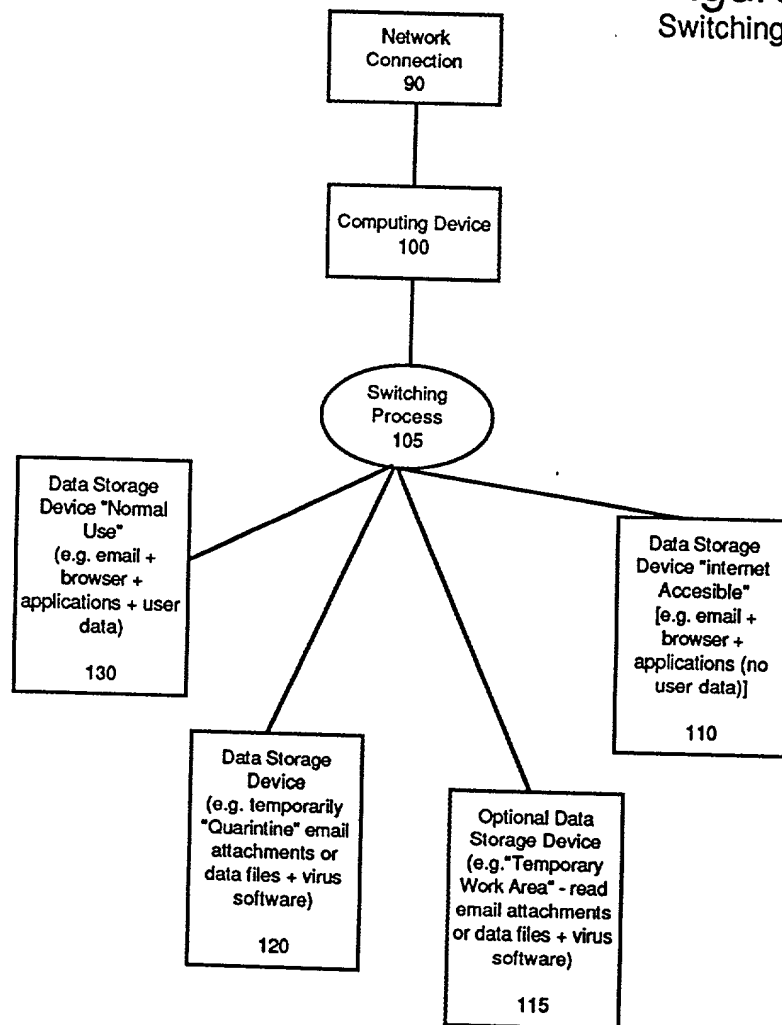 Switching
Network
Connection
90
Computing Device
100
Switching
Process
105
Data Storage
Device "Normal
Use"
(e.g. email +
browser +
applications + user
data)
130
Data Storage
Device "internet
Accesible"
[e.g. email +
browser +
applications (no
user data)]
110
Data Storage
Device
(e.g. temporarily
"Quarintine" email
attachments or
data files + virus
software)
120
Optional Data
Storage Device
(e.g."Temporary
Work Area" - read
email attachments
or data files + virus
software)
115